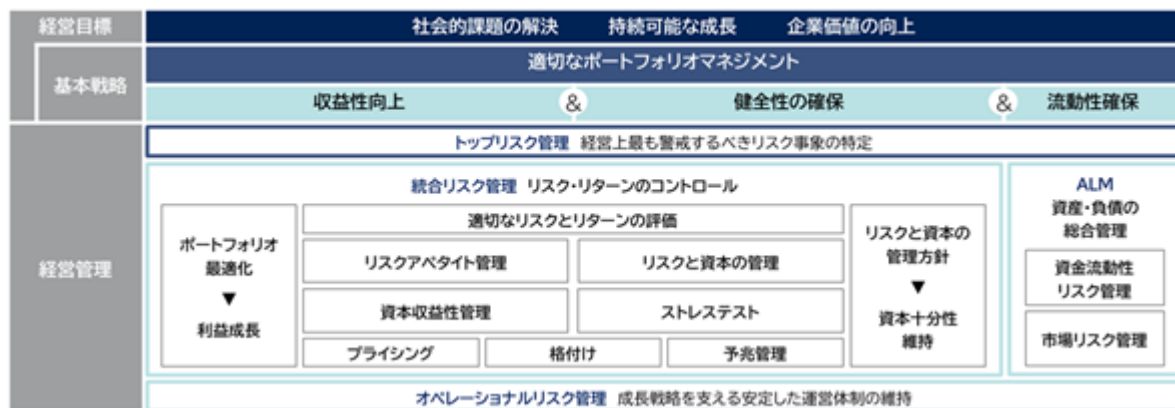 経営目標
社会的課題の解決 持続可能な成長 企業価値の向上
基本戦略
適切なポートフォリオマネジメント
収益性向上 & 健全性の確保 & 流動性確保
経営管理
トップリスク管理 経営上最も警戒するべきリスク事象の特定
統合リスク管理 リスク・リターンのコントロール
ポートフォリオ
最適化
▼
利益成長
適切なリスクとリターンの評価
リスクアペタイト管理
リスクと資本の管理
資本収益性管理
ストレステスト
プライシング
格付け
予兆管理
リスクと資本の
管理方針
▼
資本十分性
維持
ALM
資産・負債の
総合管理
資金流動性
リスク管理
市場リスク管理
オペレーショナルリスク管理 成長戦略を支える安定した運営体制の維持